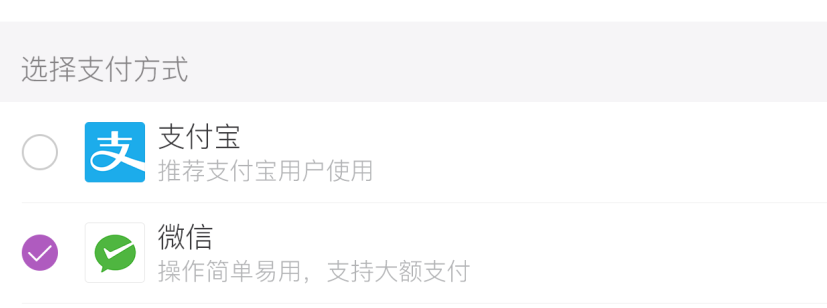 选择支付方式
支
支付宝
推荐支付宝用户使用
微信
操作简单易用，支持大额支付